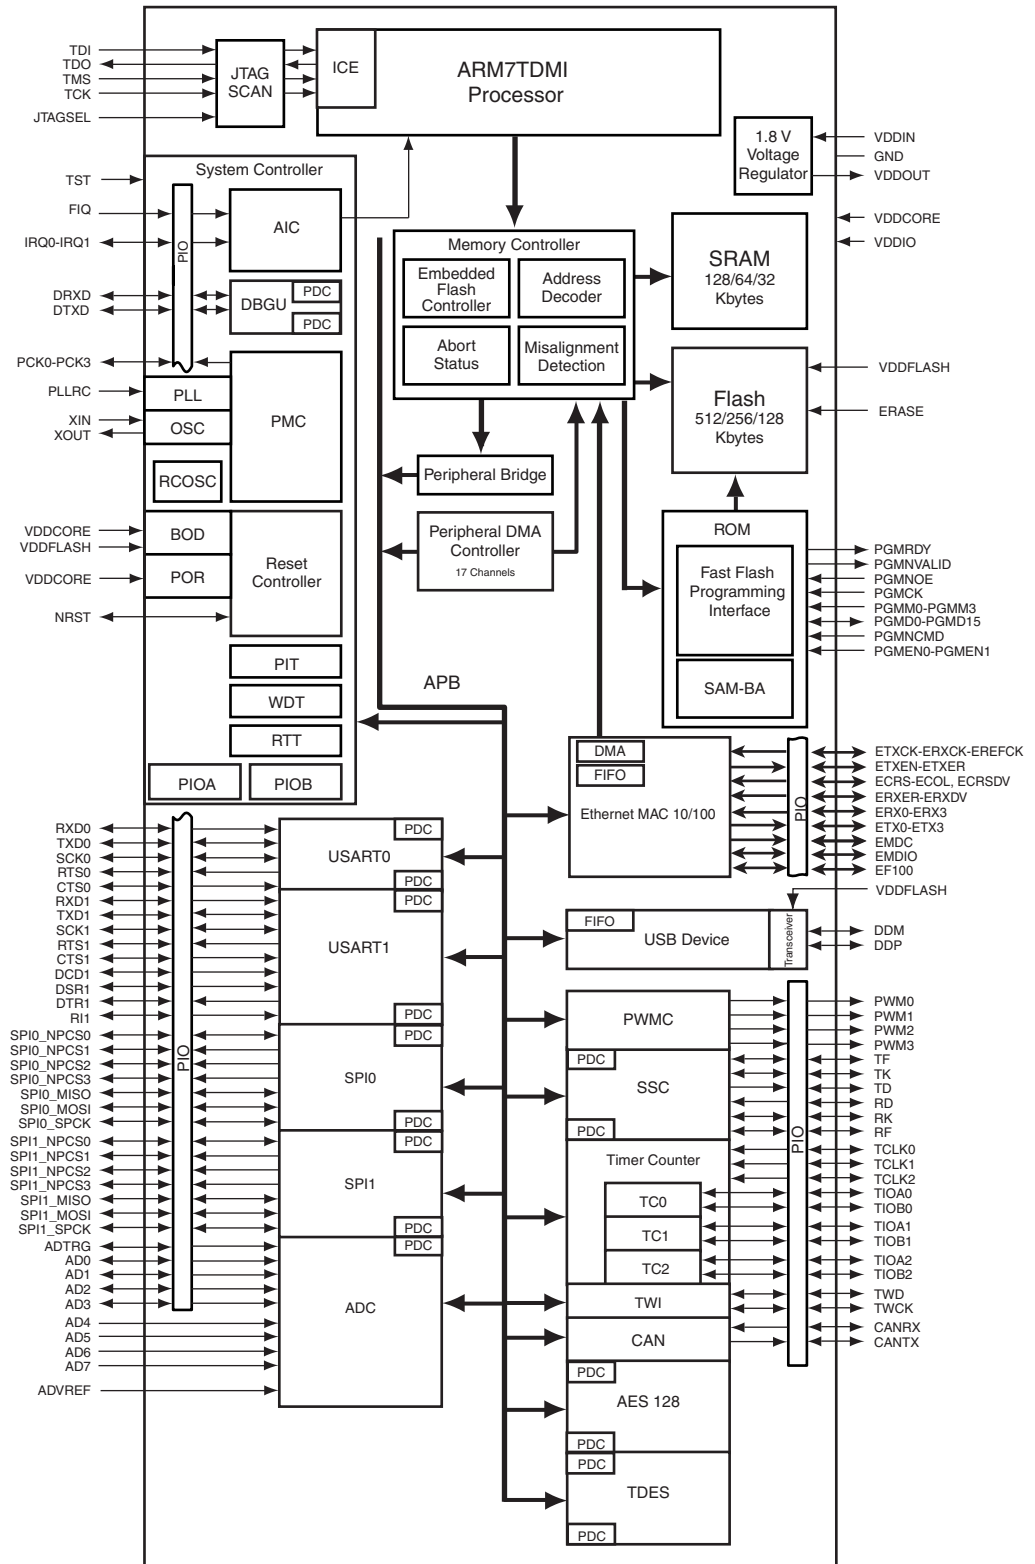 TDI
TDO
TMS
TCK
JTAGSEL
JTAG
SCAN
ICE
ARM7TDMI
Processor
1.8 V
Voltage
Regulator
VDDIN
GND
VDDOUT
VDDCORE
VDDIO
System Controller
TST
FIQ
IRQ0-IRQ1
PIO
AIC
DRXD
DTXD
DBGU
PDC
PDC
PCK0-PCK3
PLLRC
PLL
XIN
XOUT
OSC
RCOSC
PMC
VDDCORE
VDDFLASH
BOD
VDDCORE
POR
Reset
Controller
NRST
PIT
WDT
RTT
PIOA
PIOB
Memory Controller
Embedded
Flash
Controller
Address
Decoder
Abort
Status
Misalignment
Detection
SRAM
128/64/32
Kbytes
Flash
512/256/128
Kbytes
VDDFLASH
ERASE
Peripheral Bridge
Peripheral DMA
Controller
17 Channels
ROM
Fast Flash
Programming
Interface
SAM-BA
PGMRDY
PGMNVALID
PGMNOE
PGMCK
PGMM0-PGMM3
PGMD0-PGMD15
PGMNCMD
PGMEN0-PGMEN1
APB
DMA
FIFO
Ethernet MAC 10/100
PIO
ETXCK-ERXCK-EREFCK
ETXEN-ETXER
ECRS-ECOL, ECRSDV
ERXER-ERXDV
ERX0-ERX3
ETX0-ETX3
EMDC
EMDIO
EF100
VDDFLASH
FIFO
USB Device
Transceiver
DDM
DDP
RXD0
TXD0
SCK0
RTS0
CTS0
RXD1
TXD1
SCK1
RTS1
CTS1
DCD1
DSR1
DTR1
RI1
SPI0_NPCS0
SPI0_NPCS1
SPI0_NPCS2
SPI0_NPCS3
SPI0_MISO
SPI0_MOSI
SPI0_SPCK
SPI1_NPCS0
SPI1_NPCS1
SPI1_NPCS2
SPI1_NPCS3
SPI1_MISO
SPI1_MOSI
SPI1_SPCK
ADTRG
AD0
AD1
AD2
AD3
AD4
AD5
AD6
AD7
ADVREF
PIO
PDC
USART0
PDC
PDC
USART1
PDC
PDC
SPI0
PDC
PDC
SPI1
PDC
PDC
ADC
PWMC
PDC
SSC
PDC
Timer Counter
TC0
TC1
TC2
TWI
CAN
PDC
AES 128
PDC
PDC
TDES
PDC
PIO
PWM0
PWM1
PWM2
PWM3
TF
TK
TD
RD
RK
RF
TCLK0
TCLK1
TCLK2
TIOA0
TIOB0
TIOA1
TIOB1
TIOA2
TIOB2
TWD
TWCK
CANRX
CANTX